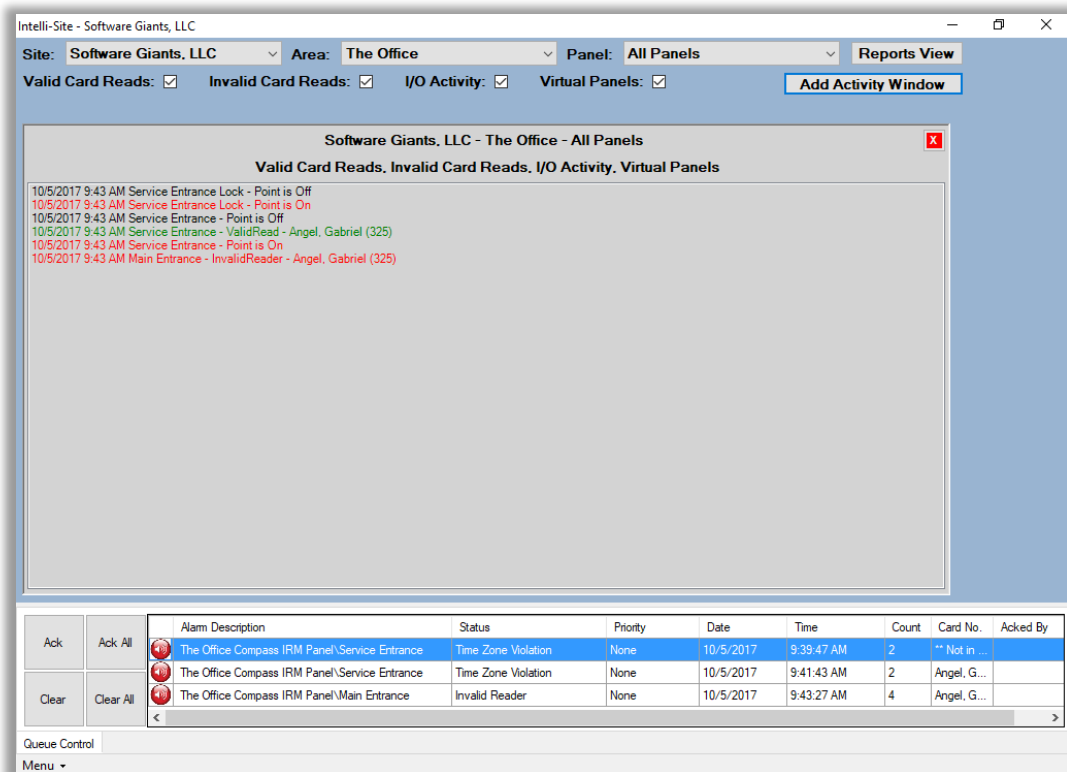 Intelli-Site - Software Giants, LLC
Site: Software Giants, LLC Area: The Office Panel: All Panels Reports View
Valid Card Reads: Invalid Card Reads: I/O Activity: Virtual Panels: Add Activity Window
Software Giants, LLC - The Office - All Panels X
Valid Card Reads, Invalid Card Reads, I/O Activity, Virtual Panels
10/5/2017 9:43 AM Service Entrance Lock - Point is Off
10/5/2017 9:43 AM Service Entrance Lock - Point is On
10/5/2017 9:43 AM Service Entrance - Point is Off
10/5/2017 9:43 AM Service Entrance - ValidRead - Angel, Gabriel (325)
10/5/2017 9:43 AM Service Entrance - Point is On
10/5/2017 9:43 AM Main Entrance - InvalidReader - Angel, Gabriel (325)
Ack Ack All
Clear Clear All
Alarm Description Status Priority Date Time Count Card No. Acked By
The Office Compass IRM Panel\Service Entrance Time Zone Violation None 10/5/2017 9:39:47 AM 2 ** Not in ...
The Office Compass IRM Panel\Service Entrance Time Zone Violation None 10/5/2017 9:41:43 AM 2 Angel, G...
The Office Compass IRM Panel\Main Entrance Invalid Reader None 10/5/2017 9:43:27 AM 4 Angel, G...
Queue Control
Menu